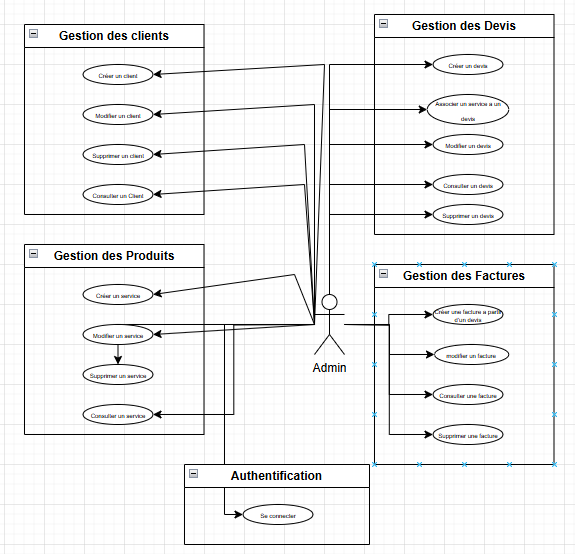 Gestion des clients
Créer un client
Modifier un client
Supprimer un client
Consulter un Client
Gestion des Devis
Créer un devis
Associer un service a un
devis
Modifier un devis
Consulter un devis
Supprimer un devis
Gestion des Produits
Créer un service
Modifier un service
Supprimer un service
Consulter un service
Admin
Gestion des Factures
Créer une facture a partir
d'un devis
modifier un facture
Consulter une facture
Supprimer une facture
Authentification
Se connecter